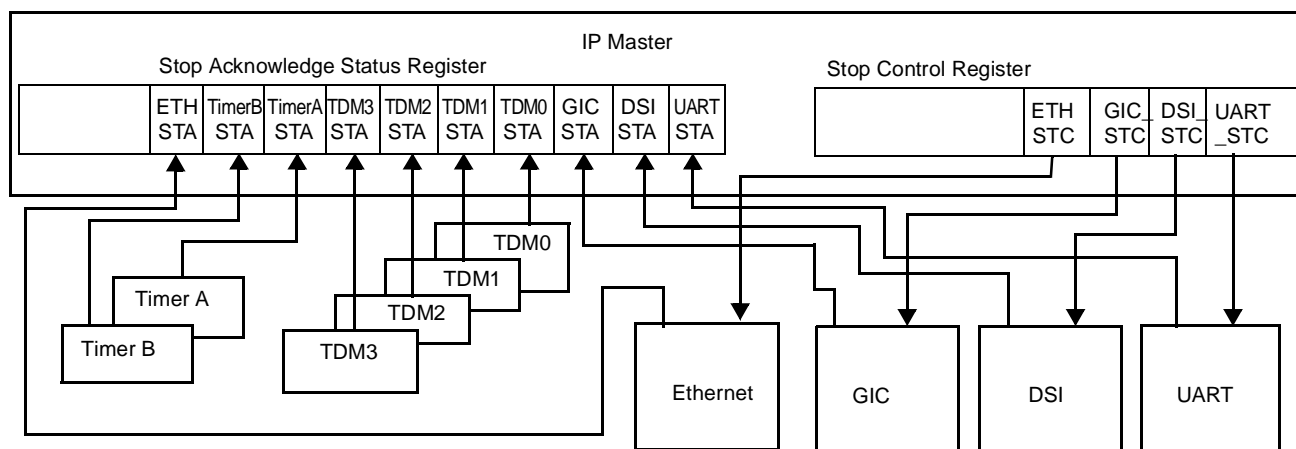 IP Master
Stop Acknowledge Status Register
Stop Control Register
ETH TimerB TimerA TDM3 TDM2 TDM1 TDM0 GIC DSI UART
STA STA STA STA STA STA STA STA STA STA
ETH GIC_ DSI_ UART
STC STC STC _STC
TDM0
TDM1
Timer A
TDM2
Timer B
TDM3
Ethernet
GIC
DSI
UART